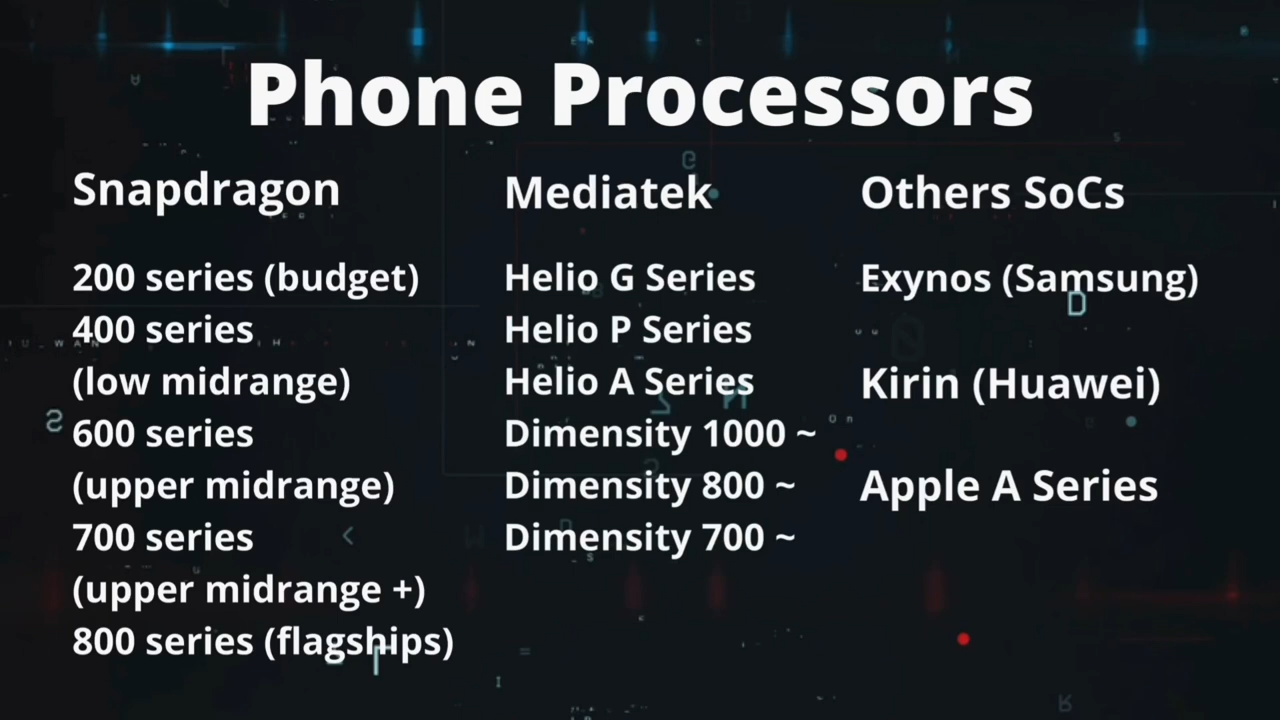 Phone Processors
Snapdragon
200 series (budget)
400 series
(low midrange)
600 series
(upper midrange)
700 series
(upper midrange +)
800 series (flagships)
Mediatek
Helio G Series
Helio P Series
Helio A Series
Dimensity 1000 ~
Dimensity 800 ~
Dimensity 700 ~
Others SoCs
Exynos (Samsung)
Kirin (Huawei)
Apple A Series